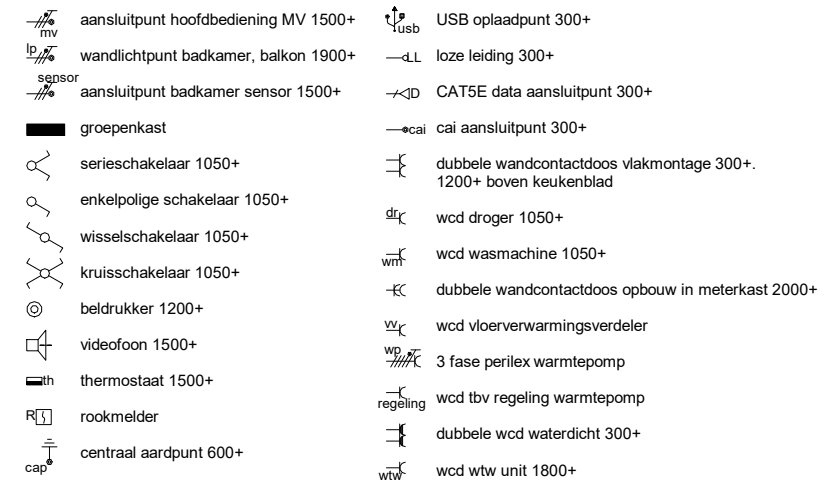 mv aansluitpunt hoofdbediening MV 1500+
lp wandlichtpunt badkamer, balkon 1900+
sensor aansluitpunt badkamer sensor 1500+
groepenkast
serieschakelaar 1050+
enkelpolige schakelaar 1050+
wisselschakelaar 1050+
kruisschakelaar 1050+
beldrukker 1200+
videofoon 1500+
th thermostaat 1500+
R rookmelder
cap centraal aardpunt 600+
usb USB oplaadpunt 300+
LL loze leiding 300+
D CAT5E data aansluitpunt 300+
cai cai aansluitpunt 300+
dubbele wandcontactdoos vlakmontage 300+.
1200+ boven keukenblad
dr wcd droger 1050+
wm wcd wasmachine 1050+
dubbele wandcontactdoos opbouw in meterkast 2000+
vv wcd vloerverwarmingsverdeler
wp 3 fase perilex warmtepomp
regeling wcd tbv regeling warmtepomp
dubbele wcd waterdicht 300+
wtw wcd wtw unit 1800+